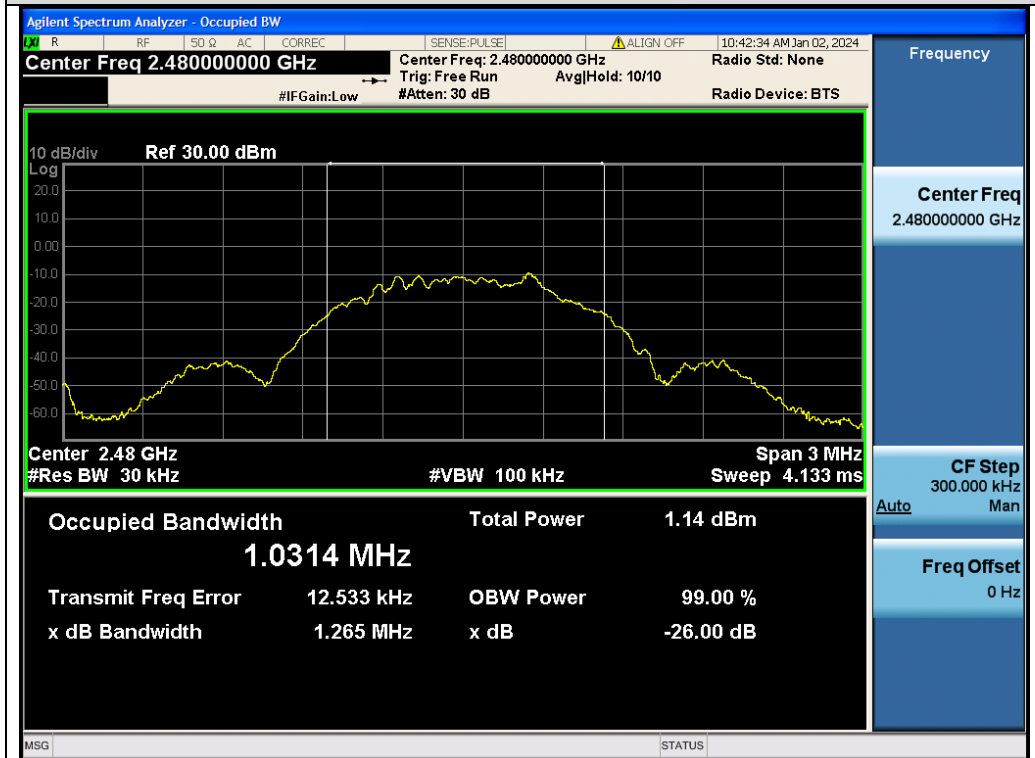 Agilent Spectrum Analyzer - Occupied BW
LXI R RF 50 Ω AC CORREC SENSE:PULSE ALIGN OFF 10:42:34 AM Jan 02, 2024
Center Freq 2.480000000 GHz
Center Freq: 2.480000000 GHz
Radio Std: None
Trig: Free Run Avg|Hold: 10/10
#IFGain:Low
#Atten: 30 dB
Radio Device: BTS
10 dB/div Ref 30.00 dBm
Log
20.0
10.0
0.00
-10.0
-20.0
-30.0
-40.0
-50.0
-60.0
Center 2.48 GHz Span 3 MHz
#Res BW 30 kHz #VBW 100 kHz Sweep 4.133 ms
Occupied Bandwidth Total Power 1.14 dBm
1.0314 MHz
Transmit Freq Error 12.533 kHz OBW Power 99.00 %
x dB Bandwidth 1.265 MHz x dB -26.00 dB
Frequency
Center Freq
2.480000000 GHz
CF Step
300.000 kHz
Auto Man
Freq Offset
0 Hz
MSG STATUS